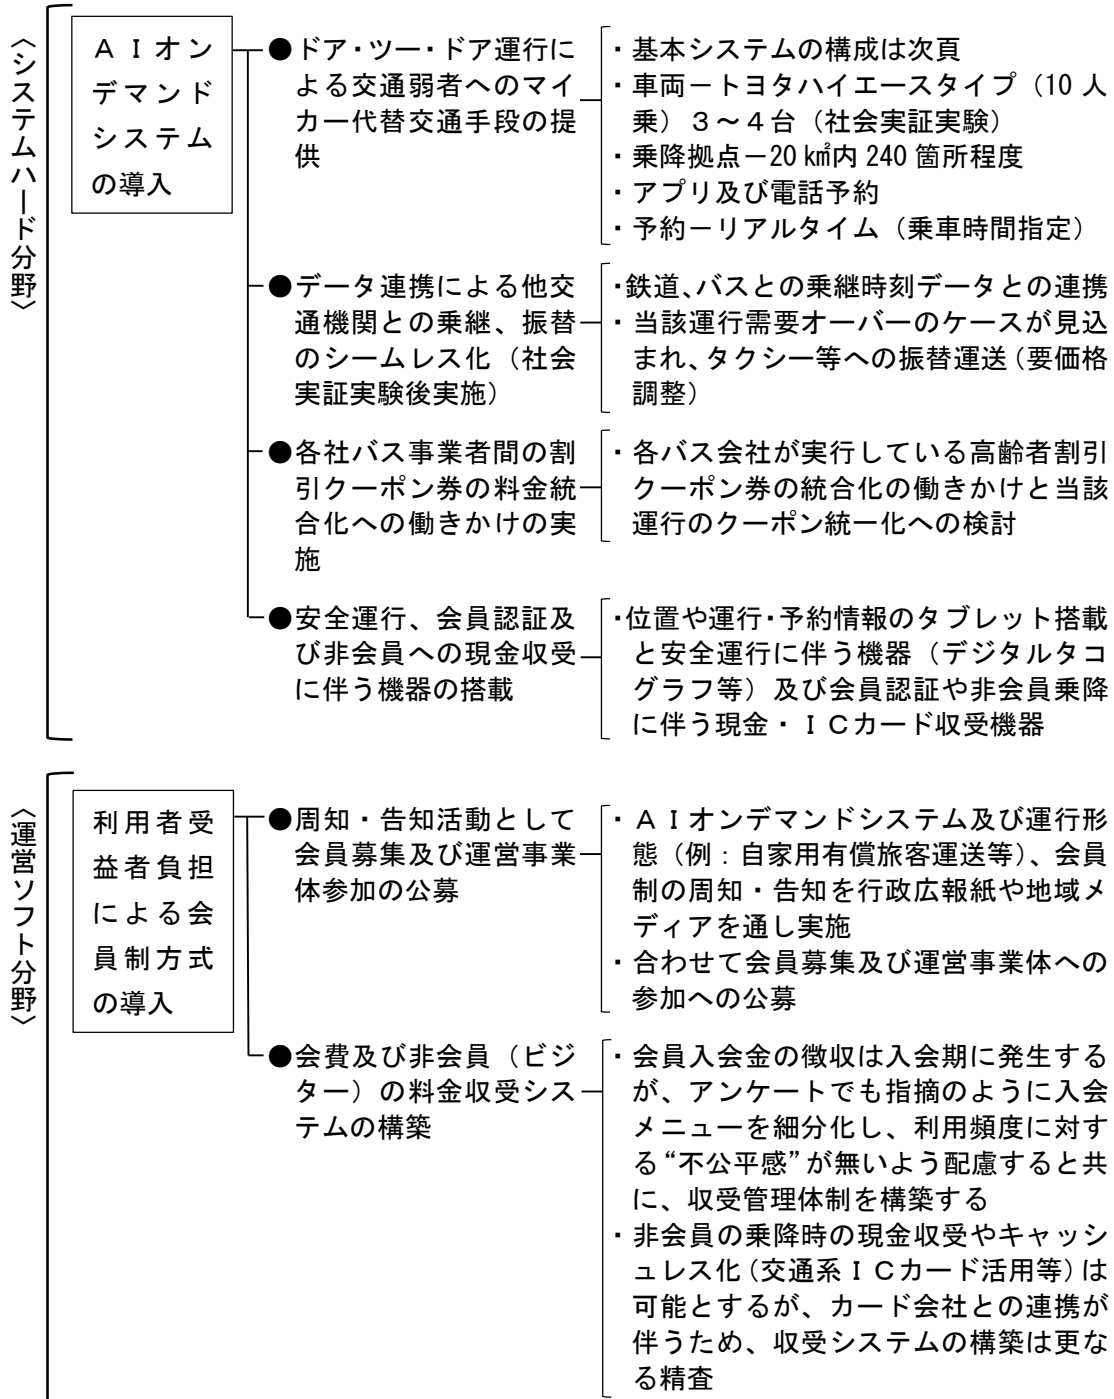 〈システムハード分野〉
ＡＩオン
デマンド
システム
の導入
●ドア・ツー・ドア運行に
よる交通弱者へのマイ
カー代替交通手段の提
供
・基本システムの構成は次頁
・車両－トヨタハイエースタイプ（10人
乗）３～４台（社会実証実験）
・乗降拠点－20㎢内240箇所程度
・アプリ及び電話予約
・予約－リアルタイム（乗車時間指定）
●データ連携による他交
通機関との乗継、振替
のシームレス化（社会
実証実験後実施）
・鉄道、バスとの乗継時刻データとの連携
・当該運行需要オーバーのケースが見込
まれ、タクシー等への振替運送（要価格
調整）
●各社バス事業者間の割
引クーポン券の料金統
合化への働きかけの実
施
・各バス会社が実行している高齢者割引
クーポン券の統合化の働きかけと当該
運行のクーポン統一化への検討
●安全運行、会員認証及
び非会員への現金収受
に伴う機器の搭載
・位置や運行・予約情報のタブレット搭載
と安全運行に伴う機器（デジタルタコ
グラフ等）及び会員認証や非会員乗降
に伴う現金・ＩＣカード収受機器
〈運営ソフト分野〉
利用者受
益者負担
による会
員制方式
の導入
●周知・告知活動として
会員募集及び運営事業
体参加の公募
・ＡＩオンデマンドシステム及び運行形
態（例：自家用有償旅客運送等）、会員
制の周知・告知を行政広報紙や地域メ
ディアを通し実施
・合わせて会員募集及び運営事業体への
参加への公募
●会費及び非会員（ビジ
ター）の料金収受シス
テムの構築
・会員入会金の徴収は入会期に発生する
が、アンケートでも指摘のように入会
メニューを細分化し、利用頻度に対す
る“不公平感”が無いよう配慮すると共
に、収受管理体制を構築する
・非会員の乗降時の現金収受やキャッシ
ュレス化（交通系ＩＣカード活用等）は
可能とするが、カード会社との連携が
伴うため、収受システムの構築は更な
る精査